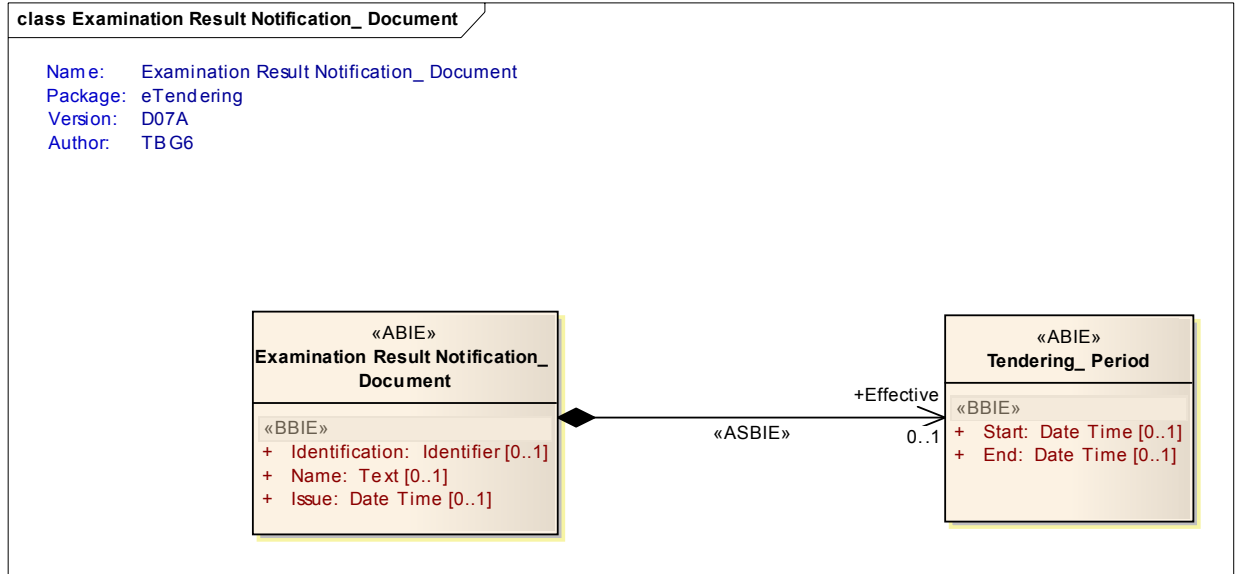 class Examination Result Notification_ Document
Name: Examination Result Notification_ Document
Package: eTendering
Version: D07A
Author: TBG6
«ABIE»
Examination Result Notification_
Document
«BBIE»
+ Identification: Identifier [0..1]
+ Name: Text [0..1]
+ Issue: Date Time [0..1]
+Effective
«ASBIE»
0..1
«ABIE»
Tendering_ Period
«BBIE»
+ Start: Date Time [0..1]
+ End: Date Time [0..1]